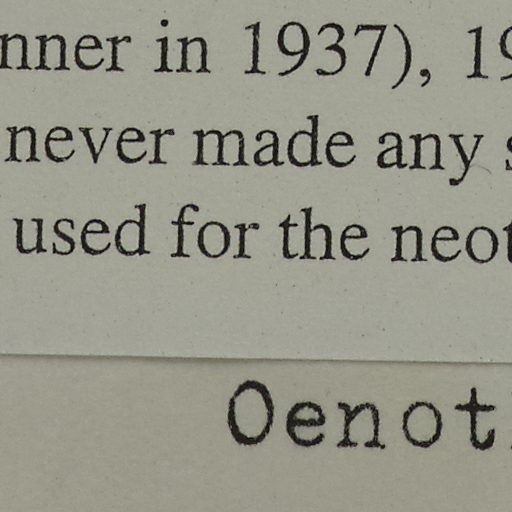 nner in 1937), 19
never made any s
used for the neot
Oenot